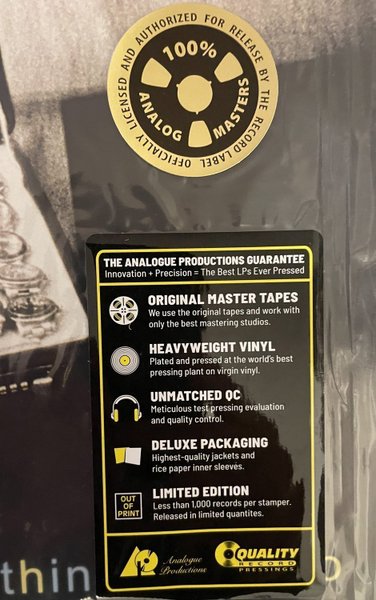 OFFICIALLY LICENSED AND AUTHORIZED FOR RELEASE BY THE RECORD LABEL
100%
ANALOG MASTERS
THE ANALOGUE PRODUCTIONS GUARANTEE
Innovation + Precision = The Best LPs Ever Pressed
ORIGINAL MASTER TAPES
We use the original tapes and work with
only the best mastering studios.
HEAVYWEIGHT VINYL
Plated and pressed at the world's best
pressing plant on virgin vinyl.
UNMATCHED QC
Meticulous test pressing evaluation
and quality control.
DELUXE PACKAGING
Highest-quality jackets and
rice paper inner sleeves.
OUT
OF
PRINT
LIMITED EDITION
Less than 1,000 records per stamper.
Released in limited quantites.
Analogue
Productions
QUALITY
RECORD
PRESSINGS
thin